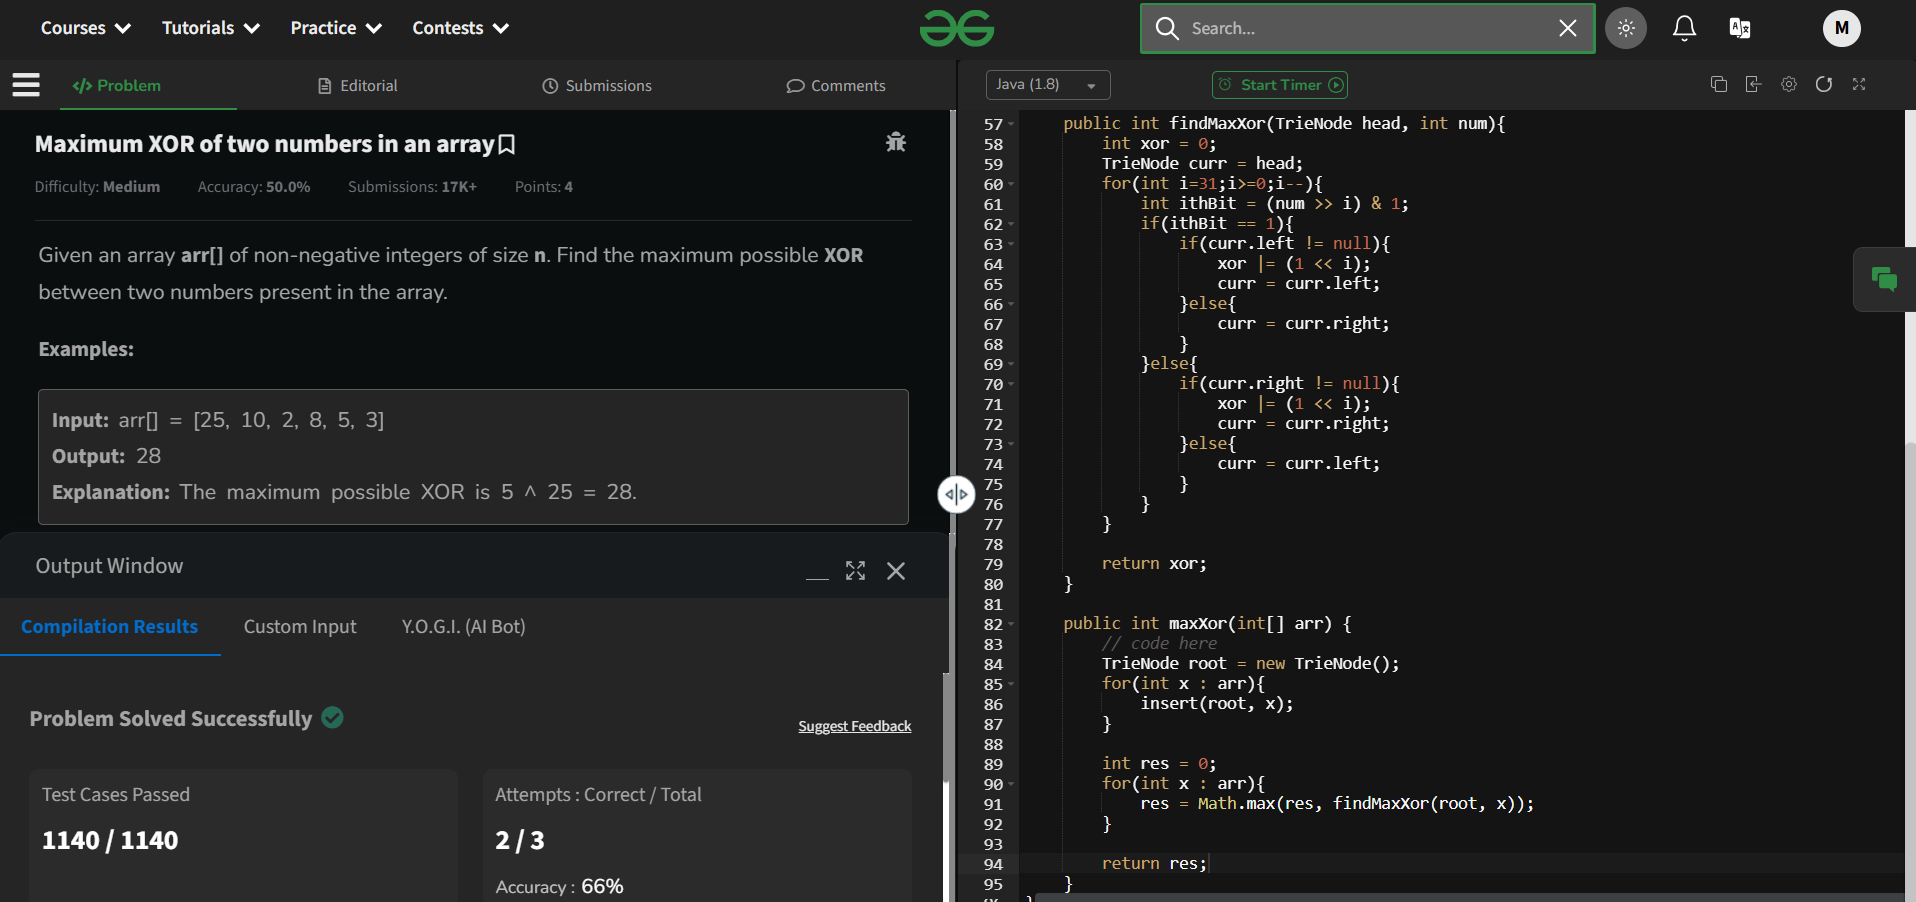 Courses Tutorials Practice Contests
Search...
M
</> Problem Editorial Submissions Comments
Maximum XOR of two numbers in an array
Difficulty: Medium Accuracy: 50.0% Submissions: 17K+ Points: 4
Given an array arr[] of non-negative integers of size n. Find the maximum possible XOR
between two numbers present in the array.
Examples:
Input: arr[] = [25, 10, 2, 8, 5, 3]
Output: 28
Explanation: The maximum possible XOR is 5 ^ 25 = 28.
Output Window
Compilation Results Custom Input Y.O.G.I. (AI Bot)
Problem Solved Successfully
Suggest Feedback
Test Cases Passed
1140 / 1140
Attempts : Correct / Total
2 / 3
Accuracy : 66%
Java (1.8) Start Timer
57 public int findMaxXor(TrieNode head, int num){
58 int xor = 0;
59 TrieNode curr = head;
60 for(int i=31;i>=0;i--){
61 int ithBit = (num >> i) & 1;
62 if(ithBit == 1){
63 if(curr.left != null){
64 xor |= (1 << i);
65 curr = curr.left;
66 }else{
67 curr = curr.right;
68 }
69 }else{
70 if(curr.right != null){
71 xor |= (1 << i);
72 curr = curr.right;
73 }else{
74 curr = curr.left;
75 }
76 }
77 }
78
79 return xor;
80 }
81
82 public int maxXor(int[] arr) {
83 // code here
84 TrieNode root = new TrieNode();
85 for(int x : arr){
86 insert(root, x);
87 }
88
89 int res = 0;
90 for(int x : arr){
91 res = Math.max(res, findMaxXor(root, x));
92 }
93
94 return res;
95 }